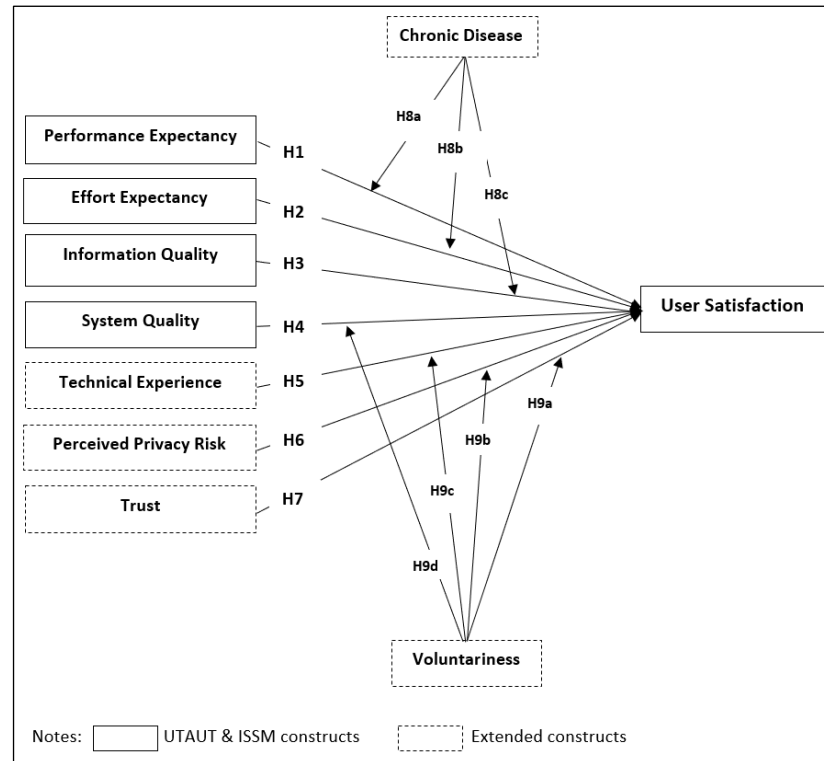 Chronic Disease
H8a
Performance Expectancy
H1
H8b
Effort Expectancy
H8c
H2
Information Quality
H3
User Satisfaction
System Quality
H4
Technical Experience
H5
H9a
Perceived Privacy Risk
H6
H9b
Trust
H7
H9c
H9d
Voluntariness
Notes: UTAUT & ISSM constructs Extended constructs